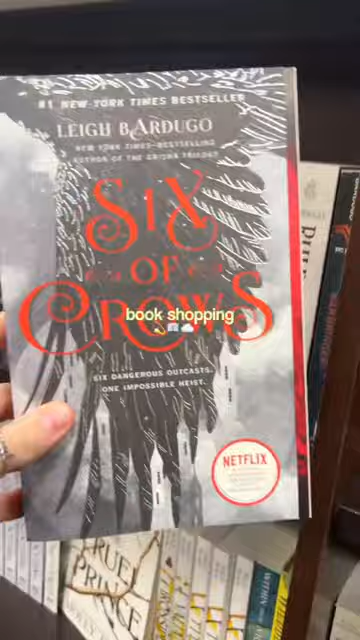 #1 NEW YORK TIMES BESTSELLER
LEIGH BARDUGO
NEW YORK TIMES–BESTSELLING
AUTHOR OF THE GRISHA TRILOGY
SIX
OF
CROWS
book shopping
SIX DANGEROUS OUTCASTS.
ONE IMPOSSIBLE HEIST.
NETFLIX
PRINCE